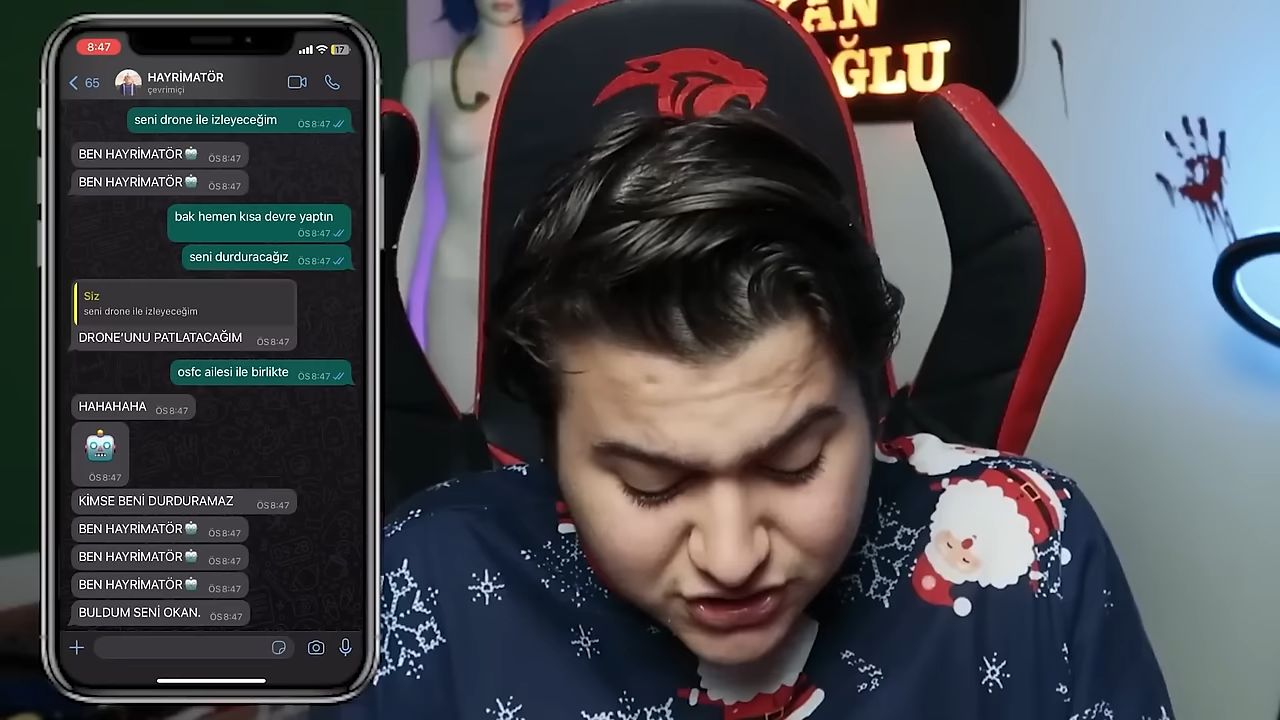 8:47
17
65
HAYRİMATÖR
çevrimiçi
seni drone ile izleyeceğim ÖS 8:47
BEN HAYRİMATÖR🤖 ÖS 8:47
BEN HAYRİMATÖR🤖 ÖS 8:47
bak hemen kısa devre yaptın
ÖS 8:47
seni durduracağız ÖS 8:47
Siz
seni drone ile izleyeceğim
DRONE'UNU PATLATACAĞIM ÖS 8:47
osfc ailesi ile birlikte ÖS 8:47
HAHAHAHA ÖS 8:47
🤖
ÖS 8:47
KİMSE BENİ DURDURAMAZ ÖS 8:47
BEN HAYRİMATÖR🤖 ÖS 8:47
BEN HAYRİMATÖR🤖 ÖS 8:47
BEN HAYRİMATÖR🤖 ÖS 8:47
BULDUM SENİ OKAN. ÖS 8:47
KAN
ĞLU